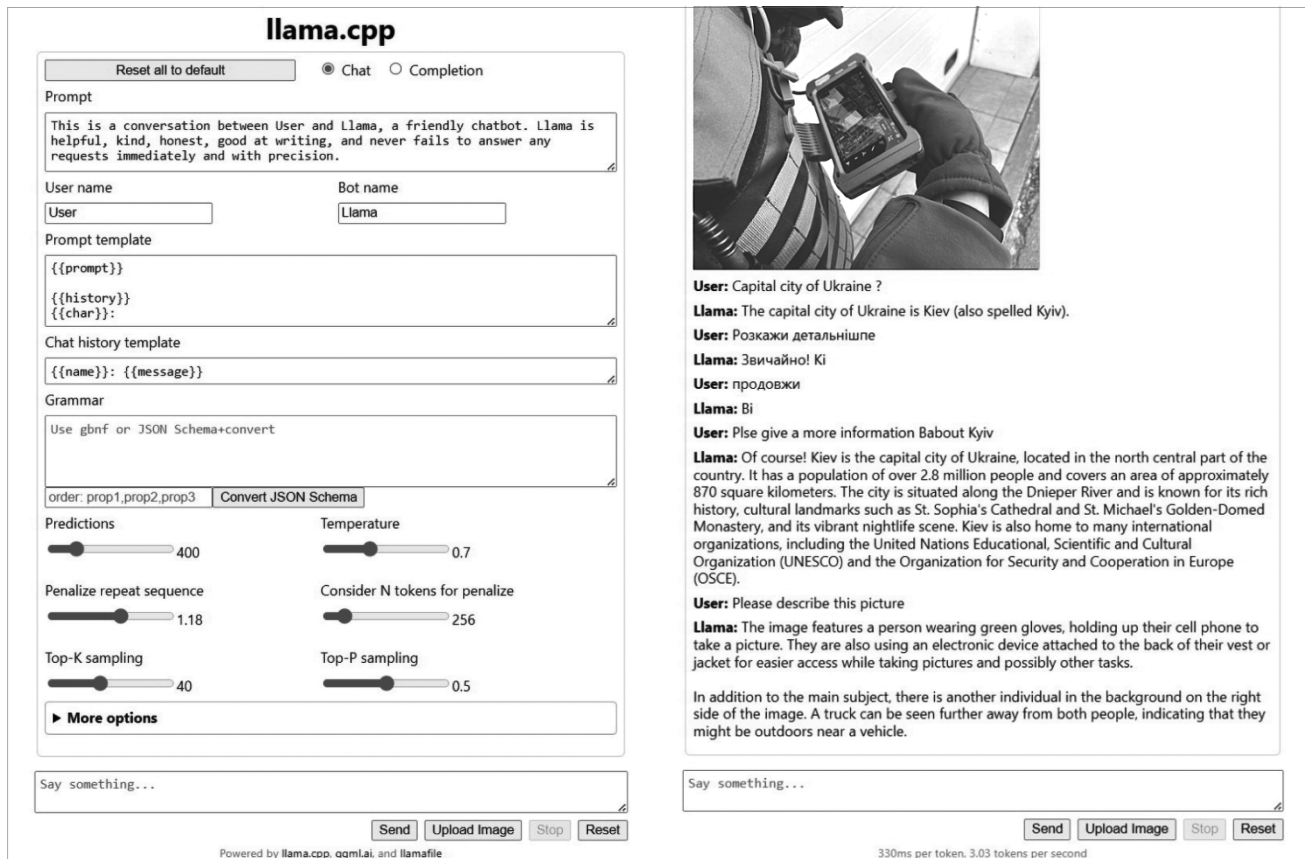 llama.cpp
Reset all to default
Chat
Completion
Prompt
This is a conversation between User and Llama, a friendly chatbot. Llama is
helpful, kind, honest, good at writing, and never fails to answer any
requests immediately and with precision.
User name
Bot name
User
Llama
Prompt template
{{prompt}}
{{history}}
{{char}}:
Chat history template
{{name}}: {{message}}
Grammar
Use gbnf or JSON Schema+convert
order: prop1,prop2,prop3
Convert JSON Schema
Predictions
Temperature
400
0.7
Penalize repeat sequence
Consider N tokens for penalize
1.18
256
Top-K sampling
Top-P sampling
40
0.5
▶ More options
Say something...
Send
Upload Image
Stop
Reset
Powered by llama.cpp, ggml.ai, and llamafile
User: Capital city of Ukraine ?
Llama: The capital city of Ukraine is Kiev (also spelled Kyiv).
User: Розкажи детальнішпе
Llama: Звичайно! Кі
User: продовжи
Llama: Ві
User: Plse give a more information Babout Kyiv
Llama: Of course! Kiev is the capital city of Ukraine, located in the north central part of the
country. It has a population of over 2.8 million people and covers an area of approximately
870 square kilometers. The city is situated along the Dnieper River and is known for its rich
history, cultural landmarks such as St. Sophia's Cathedral and St. Michael's Golden-Domed
Monastery, and its vibrant nightlife scene. Kiev is also home to many international
organizations, including the United Nations Educational, Scientific and Cultural
Organization (UNESCO) and the Organization for Security and Cooperation in Europe
(OSCE).
User: Please describe this picture
Llama: The image features a person wearing green gloves, holding up their cell phone to
take a picture. They are also using an electronic device attached to the back of their vest or
jacket for easier access while taking pictures and possibly other tasks.
In addition to the main subject, there is another individual in the background on the right
side of the image. A truck can be seen further away from both people, indicating that they
might be outdoors near a vehicle.
Say something...
Send
Upload Image
Stop
Reset
330ms per token, 3.03 tokens per second